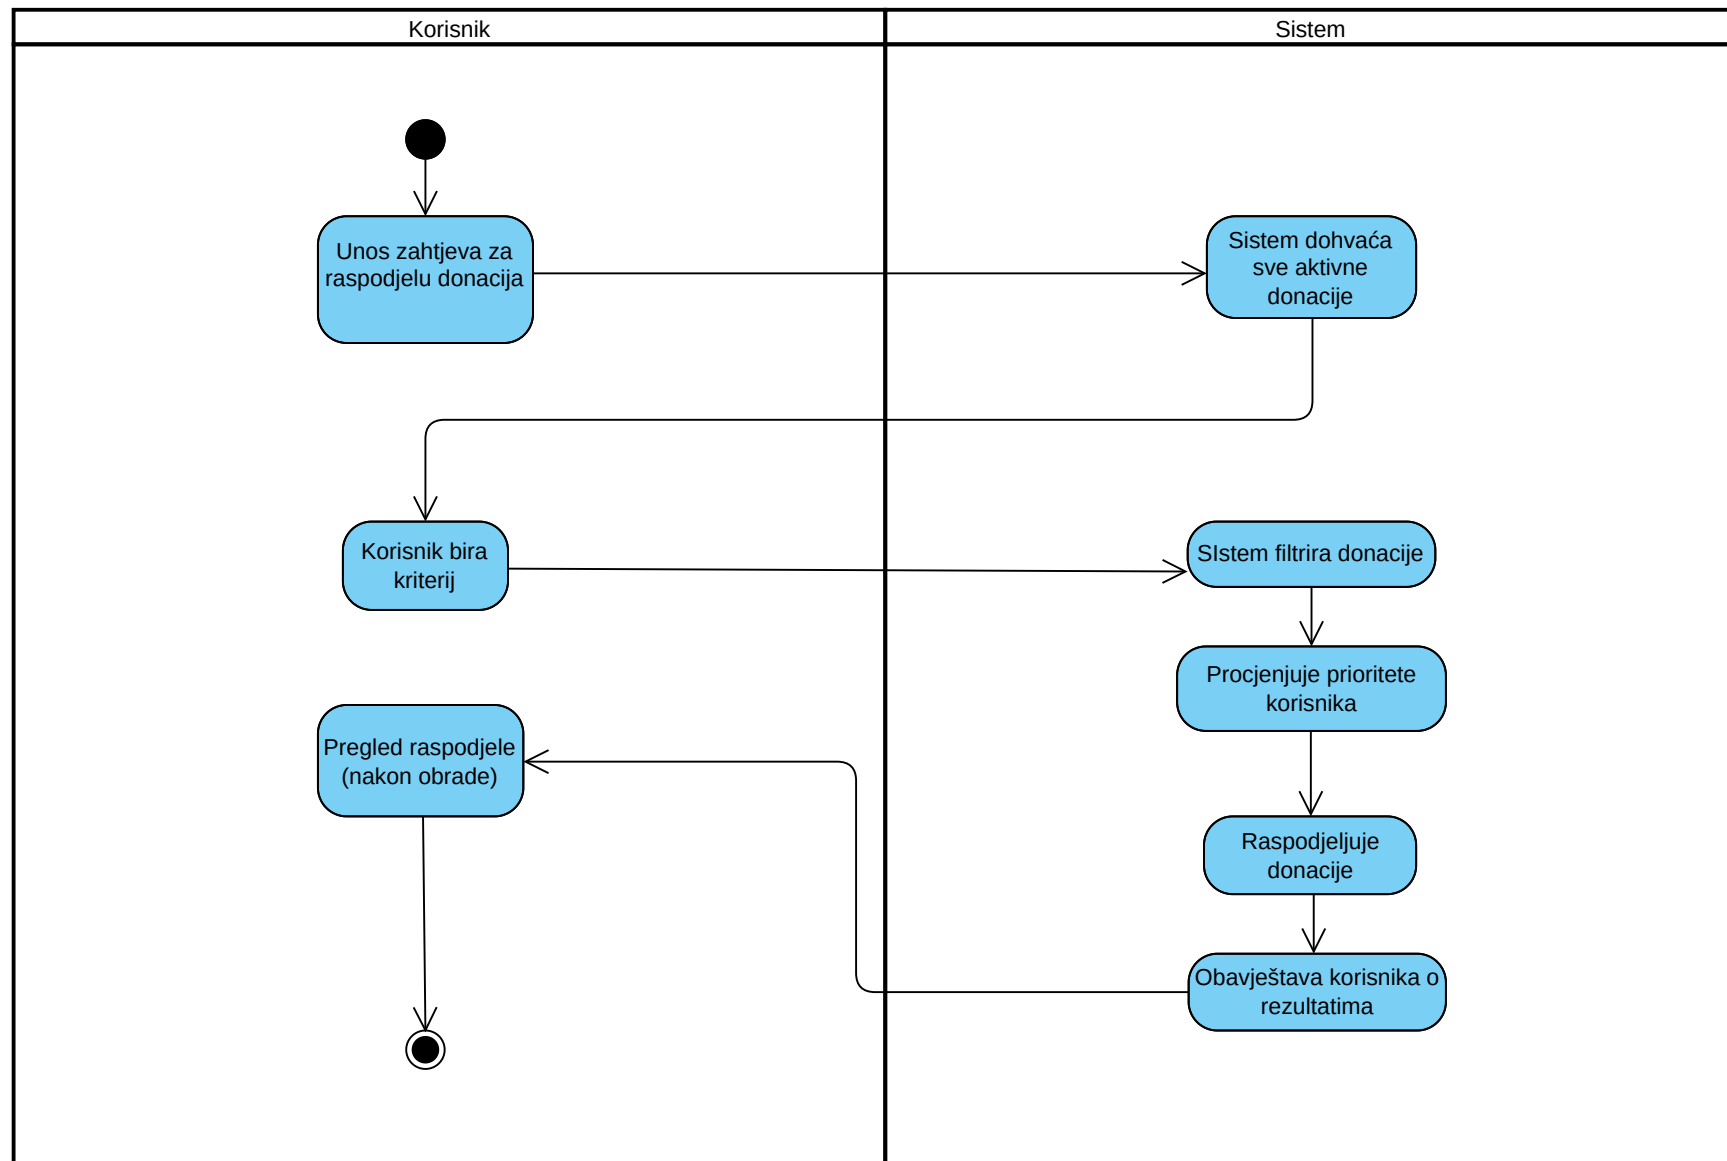 Korisnik
Sistem
Unos zahtjeva za
raspodjelu donacija
Sistem dohvaća
sve aktivne
donacije
Korisnik bira
kriterij
SIstem filtrira donacije
Procjenjuje prioritete
korisnika
Pregled raspodjele
(nakon obrade)
Raspodjeljuje
donacije
Obavještava korisnika o
rezultatima